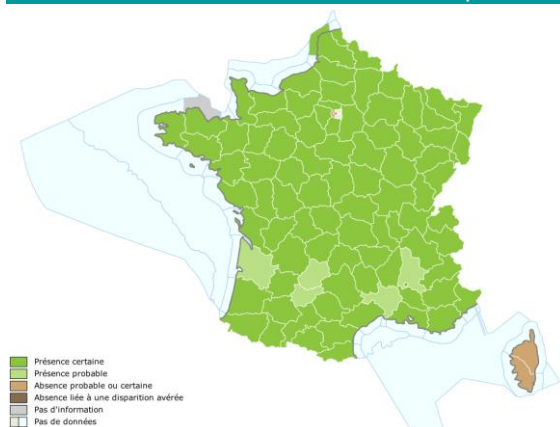 Présence certaine
Présence probable
Absence probable ou certaine
Absence liée à une disparition avérée
Pas d'information
Pas de données